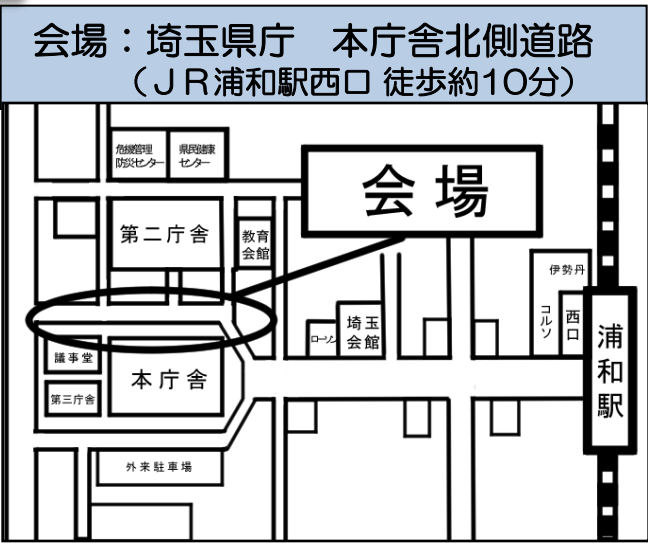 会場：埼玉県庁　本庁舎北側道路
（ＪＲ浦和駅西口 徒歩約１０分）
危機管理
防災センター
県民健康
センター
会場
第二庁舎
教育
会館
伊勢丹
コルソ
西口
浦和駅
ローソン
埼玉
会館
議事堂
本庁舎
第三庁舎
外来駐車場